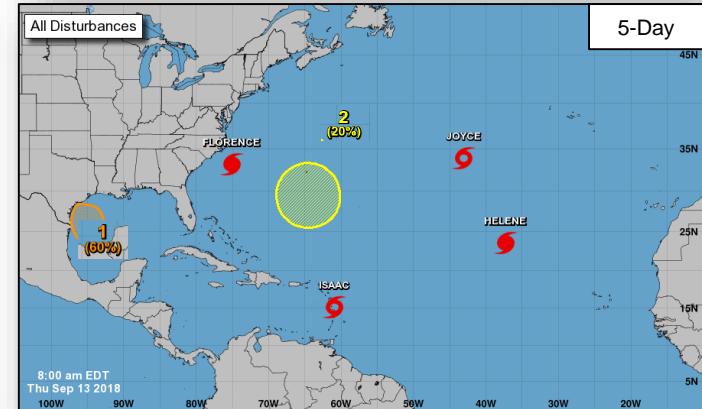 All Disturbances
5-Day
45N
2
(20%)
FLORENCE
JOYCE
35N
HELENE
1
(60%)
25N
ISAAC
15N
8:00 am EDT
Thu Sep 13 2018
5N
100W
90W
80W
70W
60W
50W
40W
30W
20W